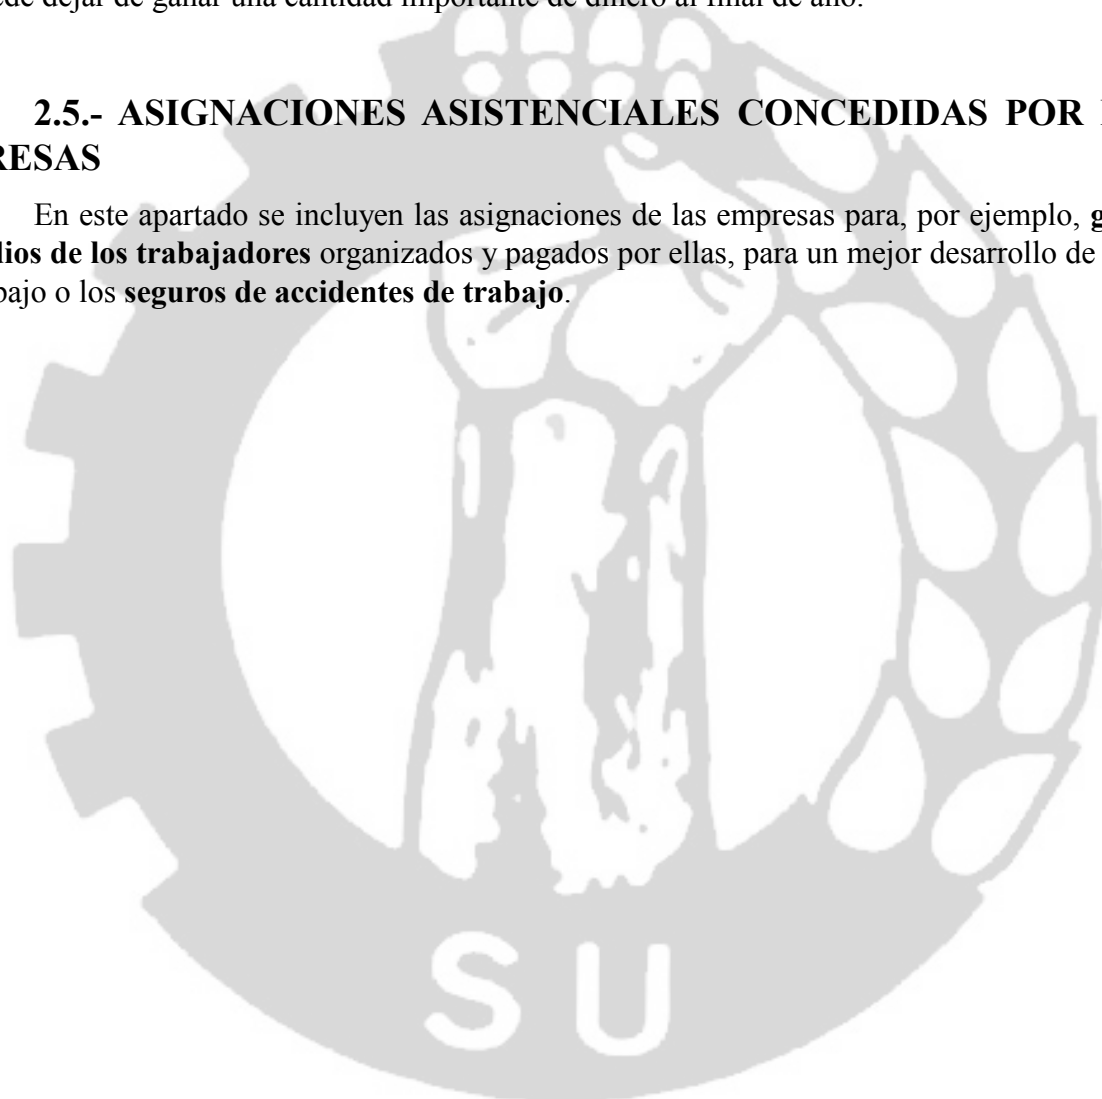 ede dejar de ganar una cantidad importante de dinero al final de año.
2.5.- ASIGNACIONES ASISTENCIALES CONCEDIDAS POR
RESAS
En este apartado se incluyen las asignaciones de las empresas para, por ejemplo, g
dios de los trabajadores organizados y pagados por ellas, para un mejor desarrollo de
bajo o los seguros de accidentes de trabajo.
S U